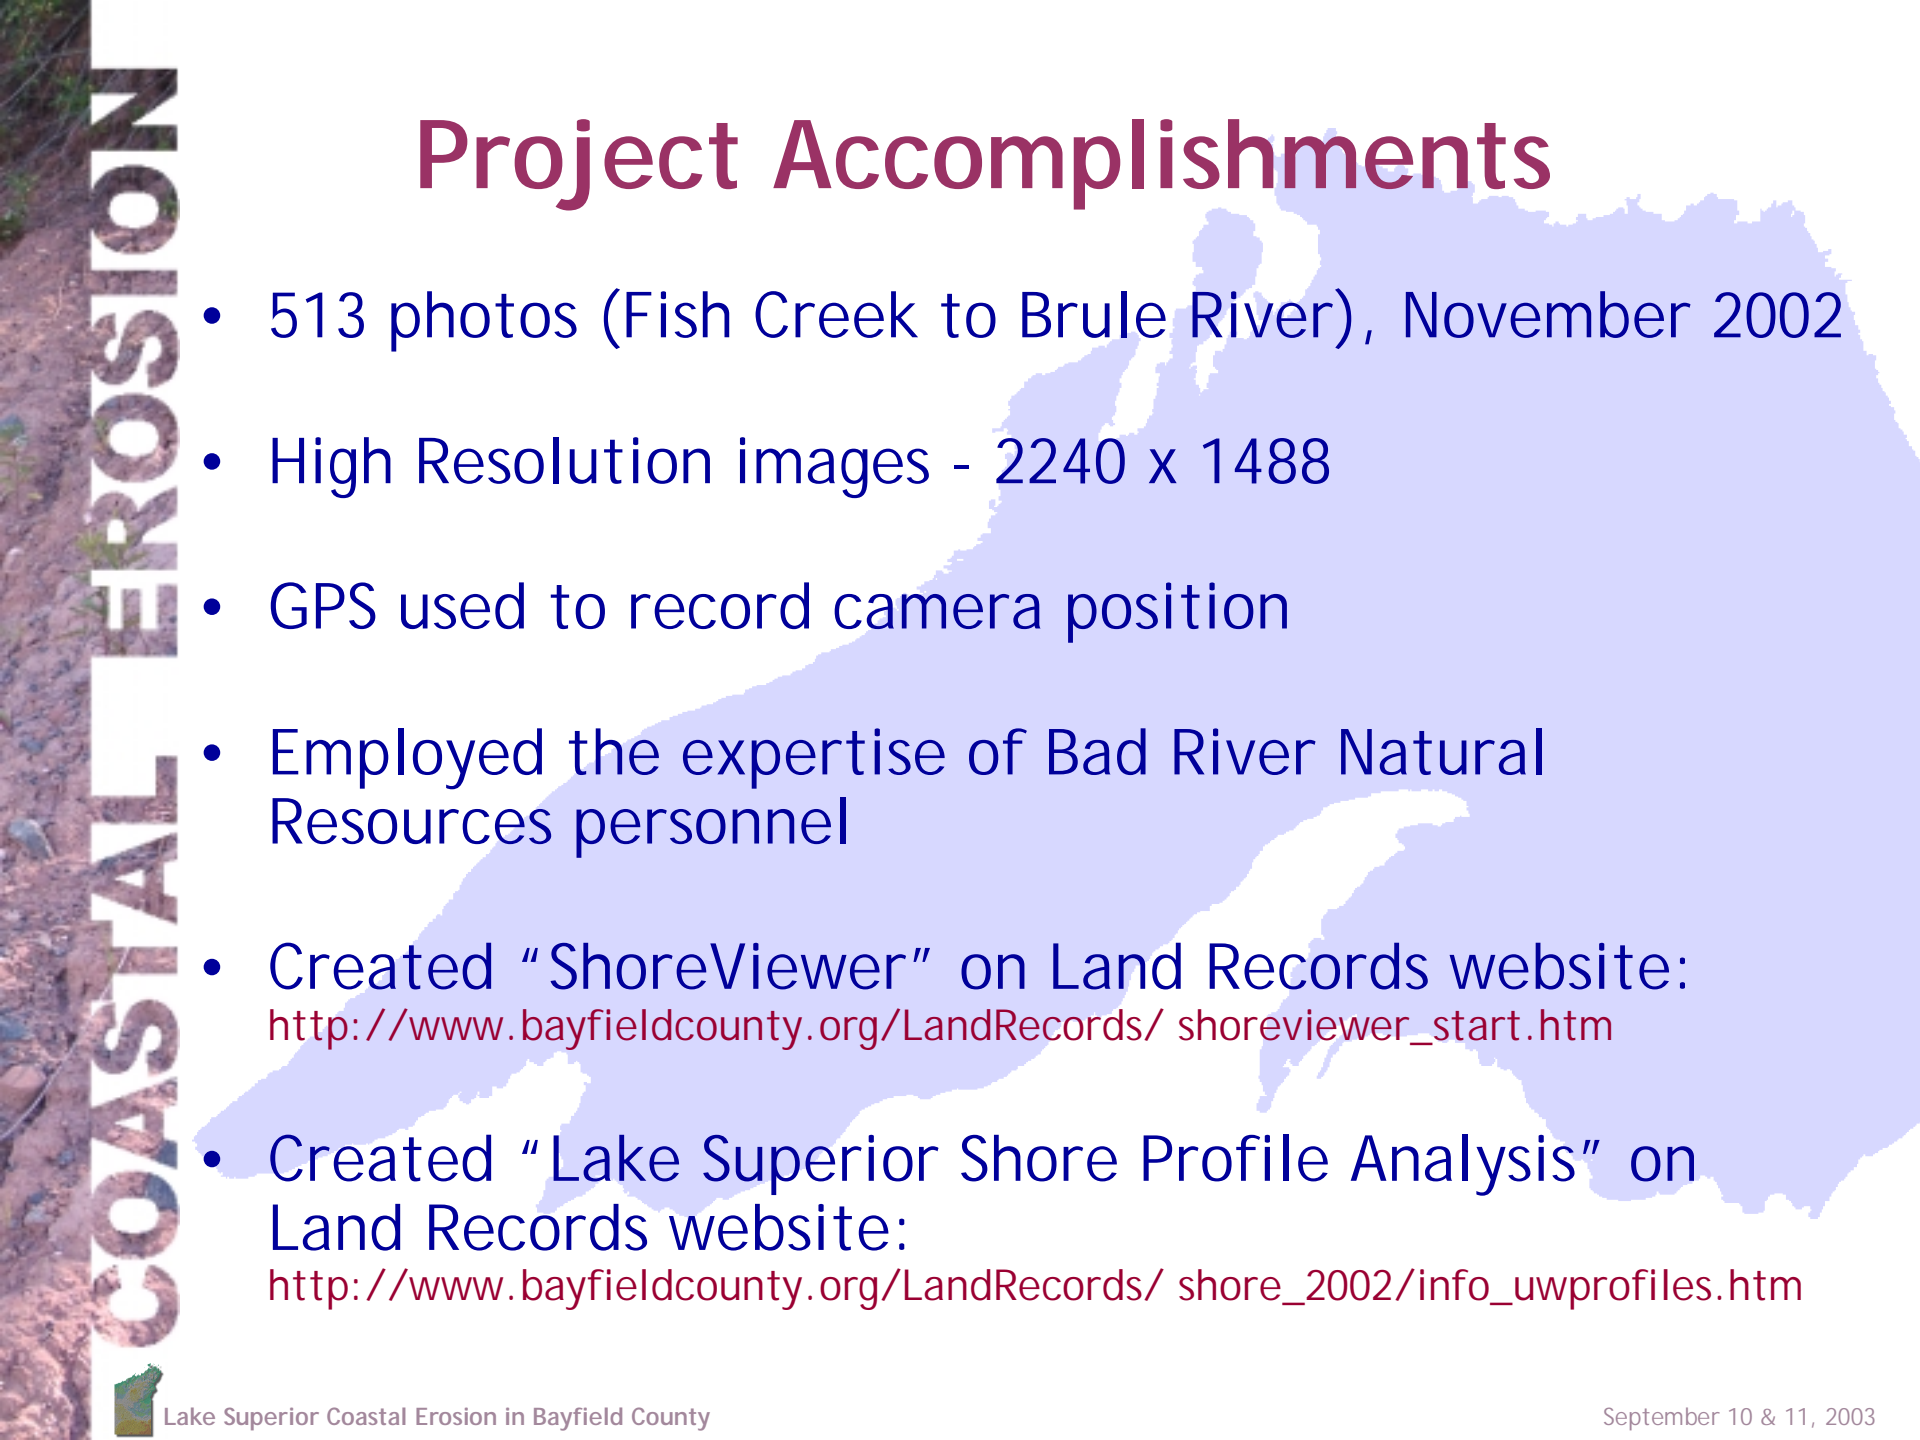 COASTAL EROSION
Project Accomplishments
• 513 photos (Fish Creek to Brule River), November 2002
• High Resolution images - 2240 x 1488
• GPS used to record camera position
• Employed the expertise of Bad River Natural
Resources personnel
• Created “ShoreViewer” on Land Records website:
http://www.bayfieldcounty.org/LandRecords/ shoreviewer_start.htm
• Created “Lake Superior Shore Profile Analysis” on
Land Records website:
http://www.bayfieldcounty.org/LandRecords/ shore_2002/info_uwprofiles.htm
Lake Superior Coastal Erosion in Bayfield County
September 10 & 11, 2003